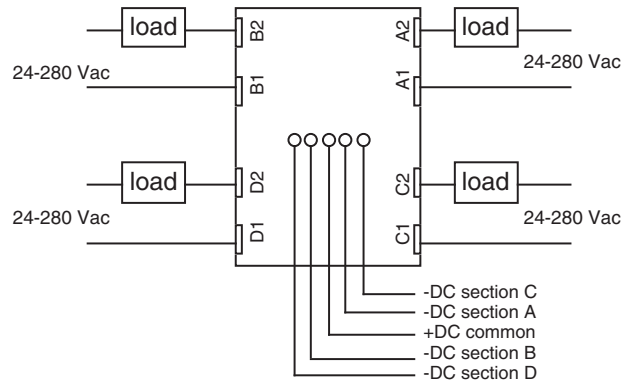 load
B2
A2
load
24-280 Vac
B1
A1
24-280 Vac
load
D2
C2
load
24-280 Vac
D1
C1
24-280 Vac
-DC section C
-DC section A
+DC common
-DC section B
-DC section D